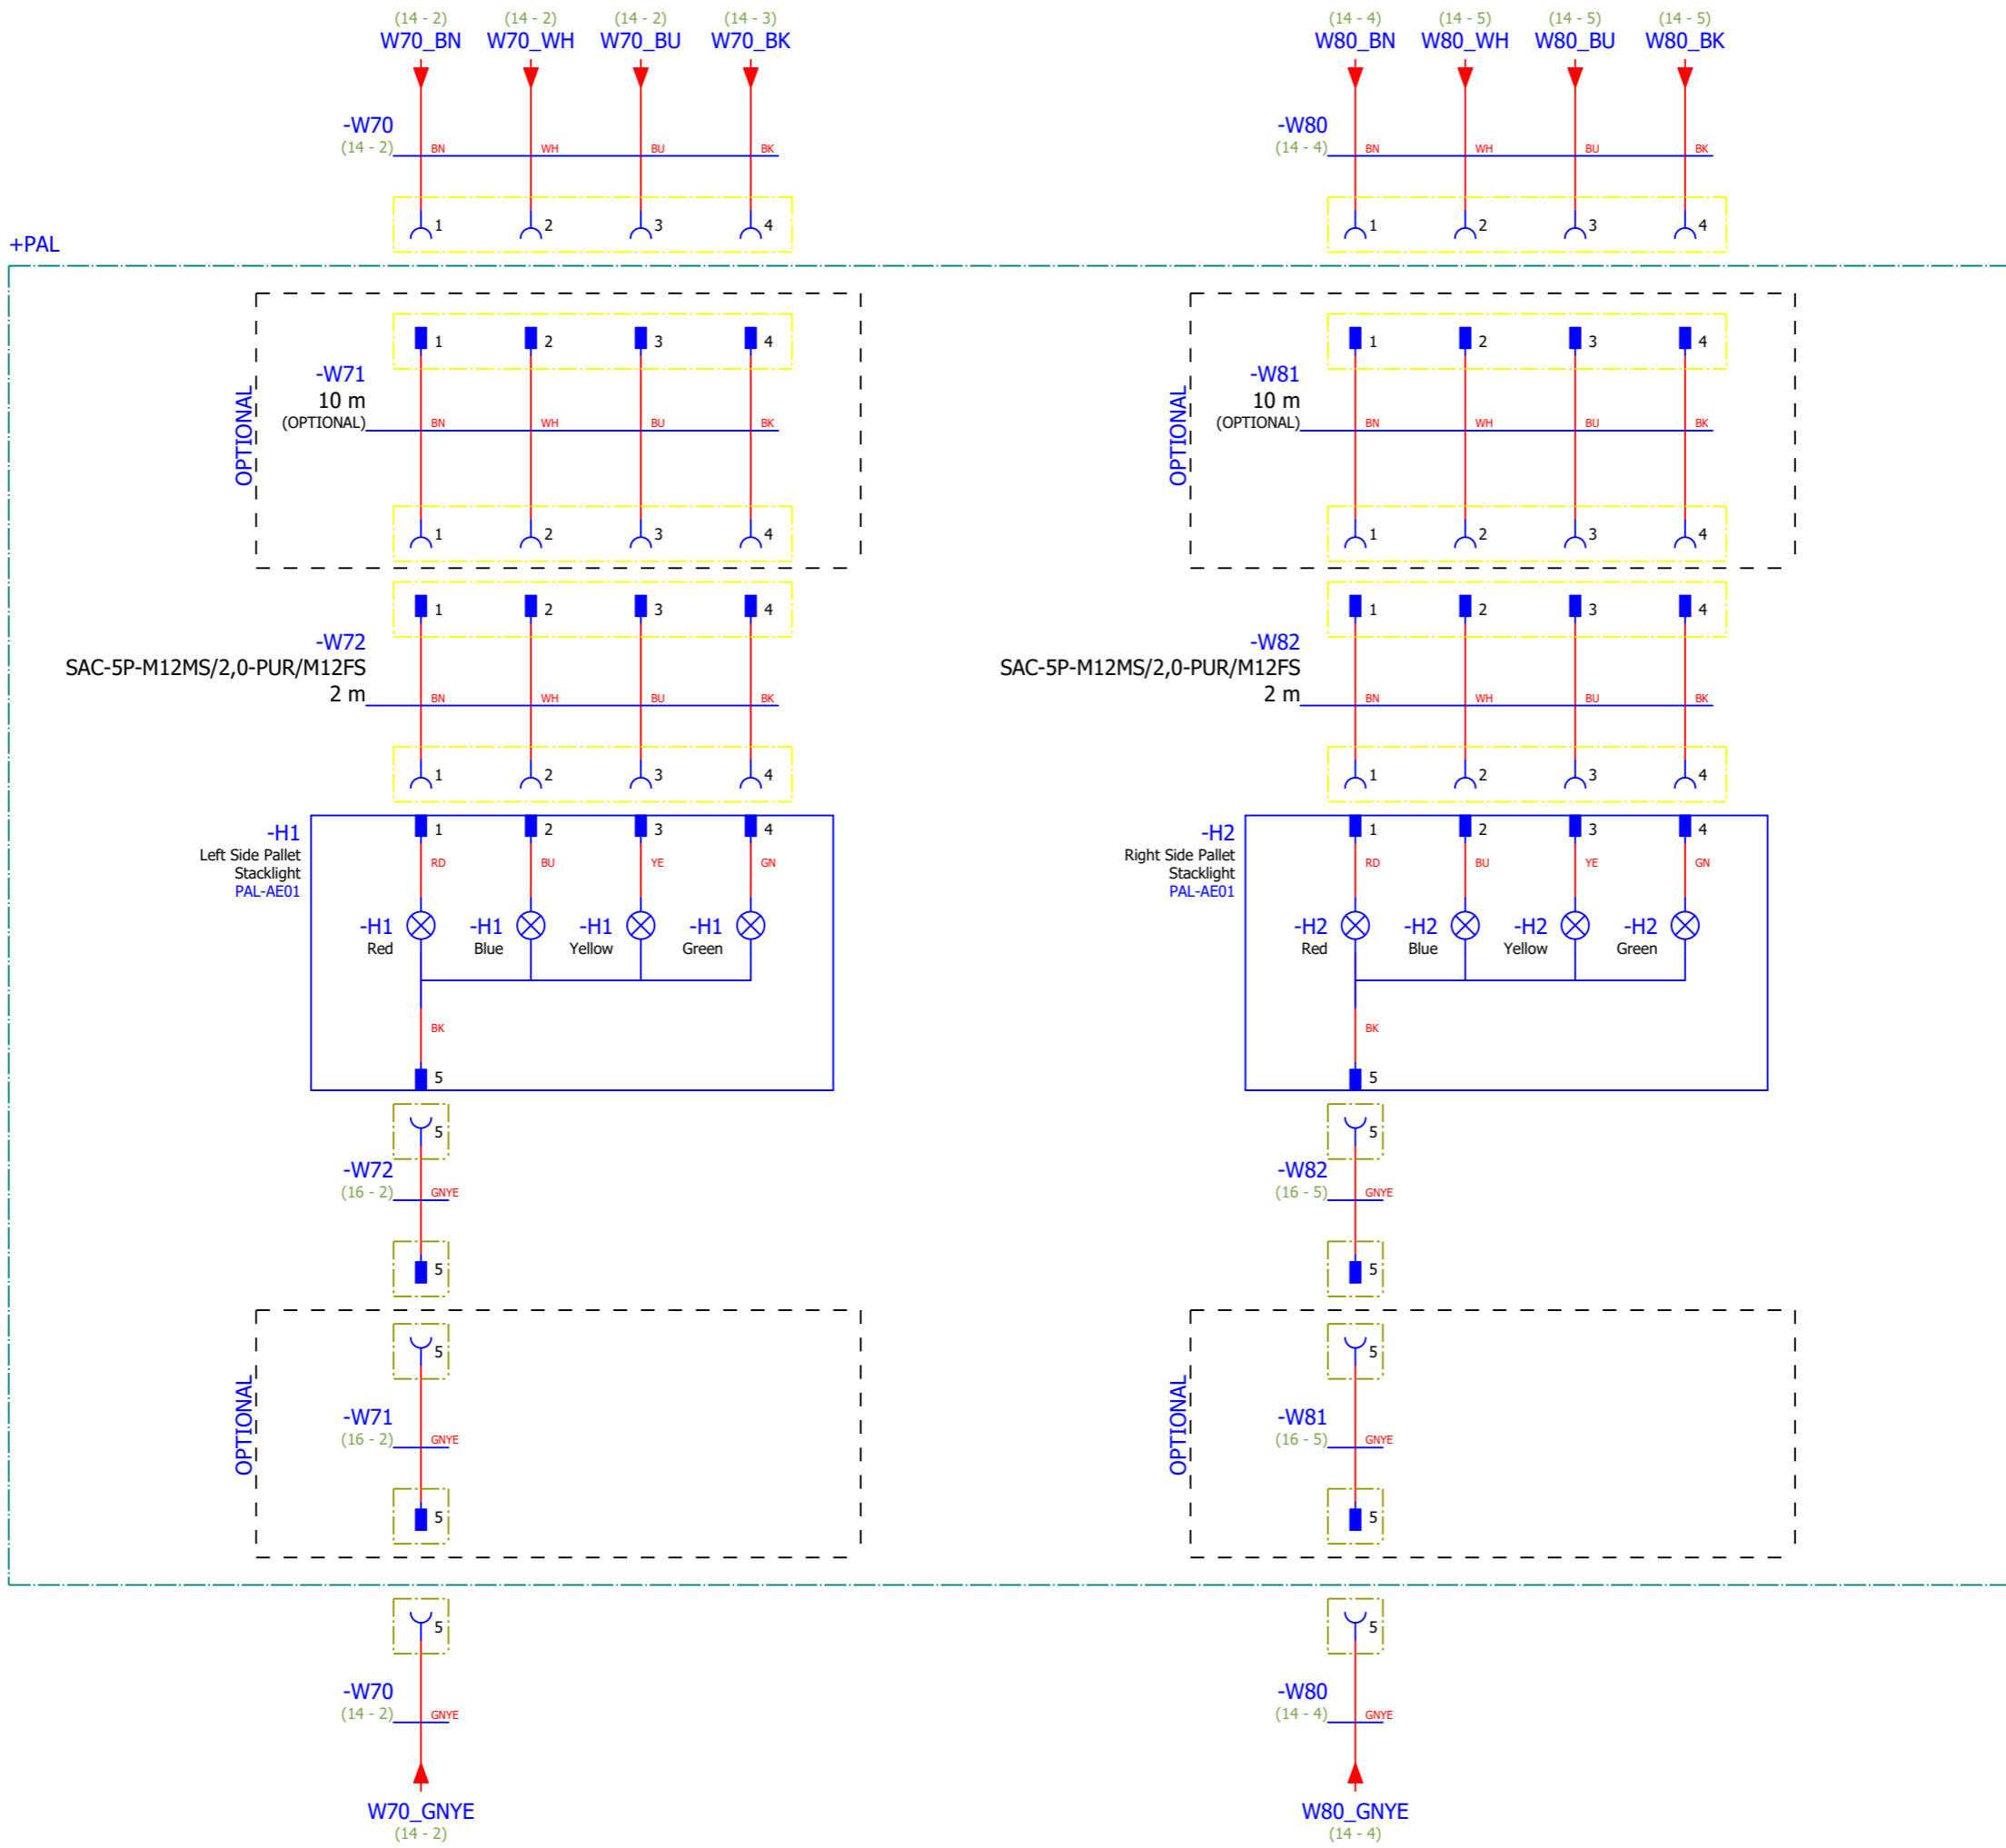 (14 - 2) (14 - 2) (14 - 2) (14 - 3) (14 - 4) (14 - 5) (14 - 5) (14 - 5)
W70_BN W70_WH W70_BU W70_BK W80_BN W80_WH W80_BU W80_BK
-W70 -W80
(14 - 2) BN WH BU BK (14 - 4) BN WH BU BK
1 2 3 4 1 2 3 4
+PAL
OPTIONAL OPTIONAL
1 2 3 4 1 2 3 4
-W71 -W81
10 m 10 m
(OPTIONAL) BN WH BU BK (OPTIONAL) BN WH BU BK
1 2 3 4 1 2 3 4
1 2 3 4 1 2 3 4
-W72 -W82
SAC-5P-M12MS/2,0-PUR/M12FS SAC-5P-M12MS/2,0-PUR/M12FS
2 m BN WH BU BK 2 m BN WH BU BK
1 2 3 4 1 2 3 4
-H1 1 2 3 4 -H2 1 2 3 4
Left Side Pallet RD BU YE GN Right Side Pallet RD BU YE GN
Stacklight Stacklight
PAL-AE01 PAL-AE01
-H1 -H1 -H1 -H1 -H2 -H2 -H2 -H2
Red Blue Yellow Green Red Blue Yellow Green
BK BK
5 5
5 5
-W72 -W82
(16 - 2) GNYE (16 - 5) GNYE
5 5
OPTIONAL OPTIONAL
5 5
-W71 -W81
(16 - 2) GNYE (16 - 5) GNYE
5 5
5 5
-W70 -W80
(14 - 2) GNYE (14 - 4) GNYE
W70_GNYE W80_GNYE
(14 - 2) (14 - 4)